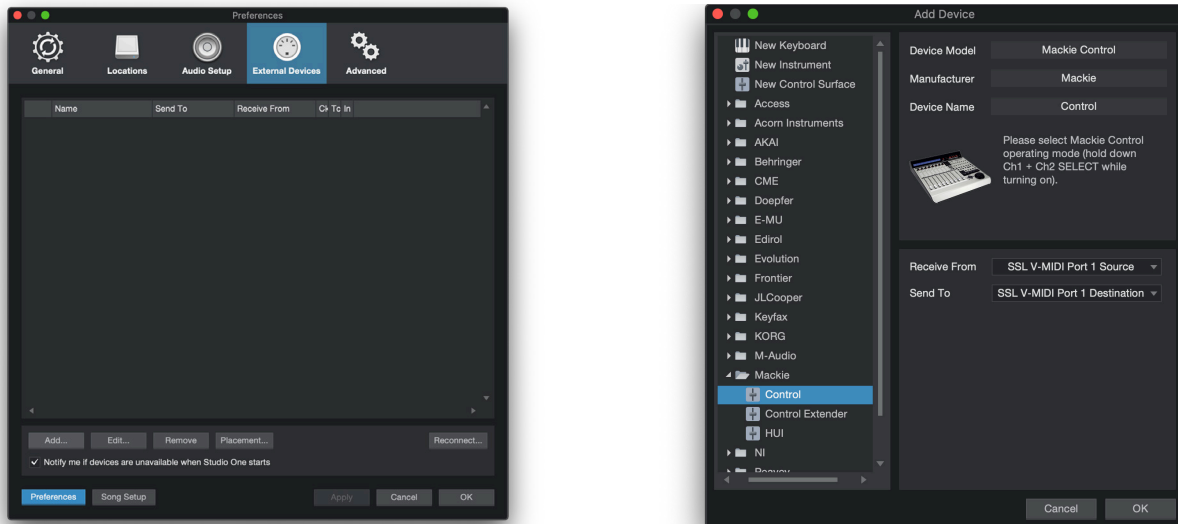 Preferences
General
Locations
Audio Setup
External Devices
Advanced
Name
Send To
Receive From
In
Add...
Edit...
Remove
Placement...
Reconnect...
Notify me if devices are unavailable when Studio One starts
Preferences
Song Setup
Apply
Cancel
OK
Add Device
New Keyboard
New Instrument
New Control Surface
Access
Acorn Instruments
AKAI
Behringer
CME
Doepfer
E-MU
Edirol
Evolution
Frontier
JLCooper
Keyfax
KORG
M-Audio
Mackie
Control
Control Extender
HUI
NI
Device Model
Mackie Control
Manufacturer
Mackie
Device Name
Control
Please select Mackie Control
operating mode (hold down
Ch1 + Ch2 SELECT while
turning on).
Receive From
SSL V-MIDI Port 1 Source
Send To
SSL V-MIDI Port 1 Destination
Cancel
OK